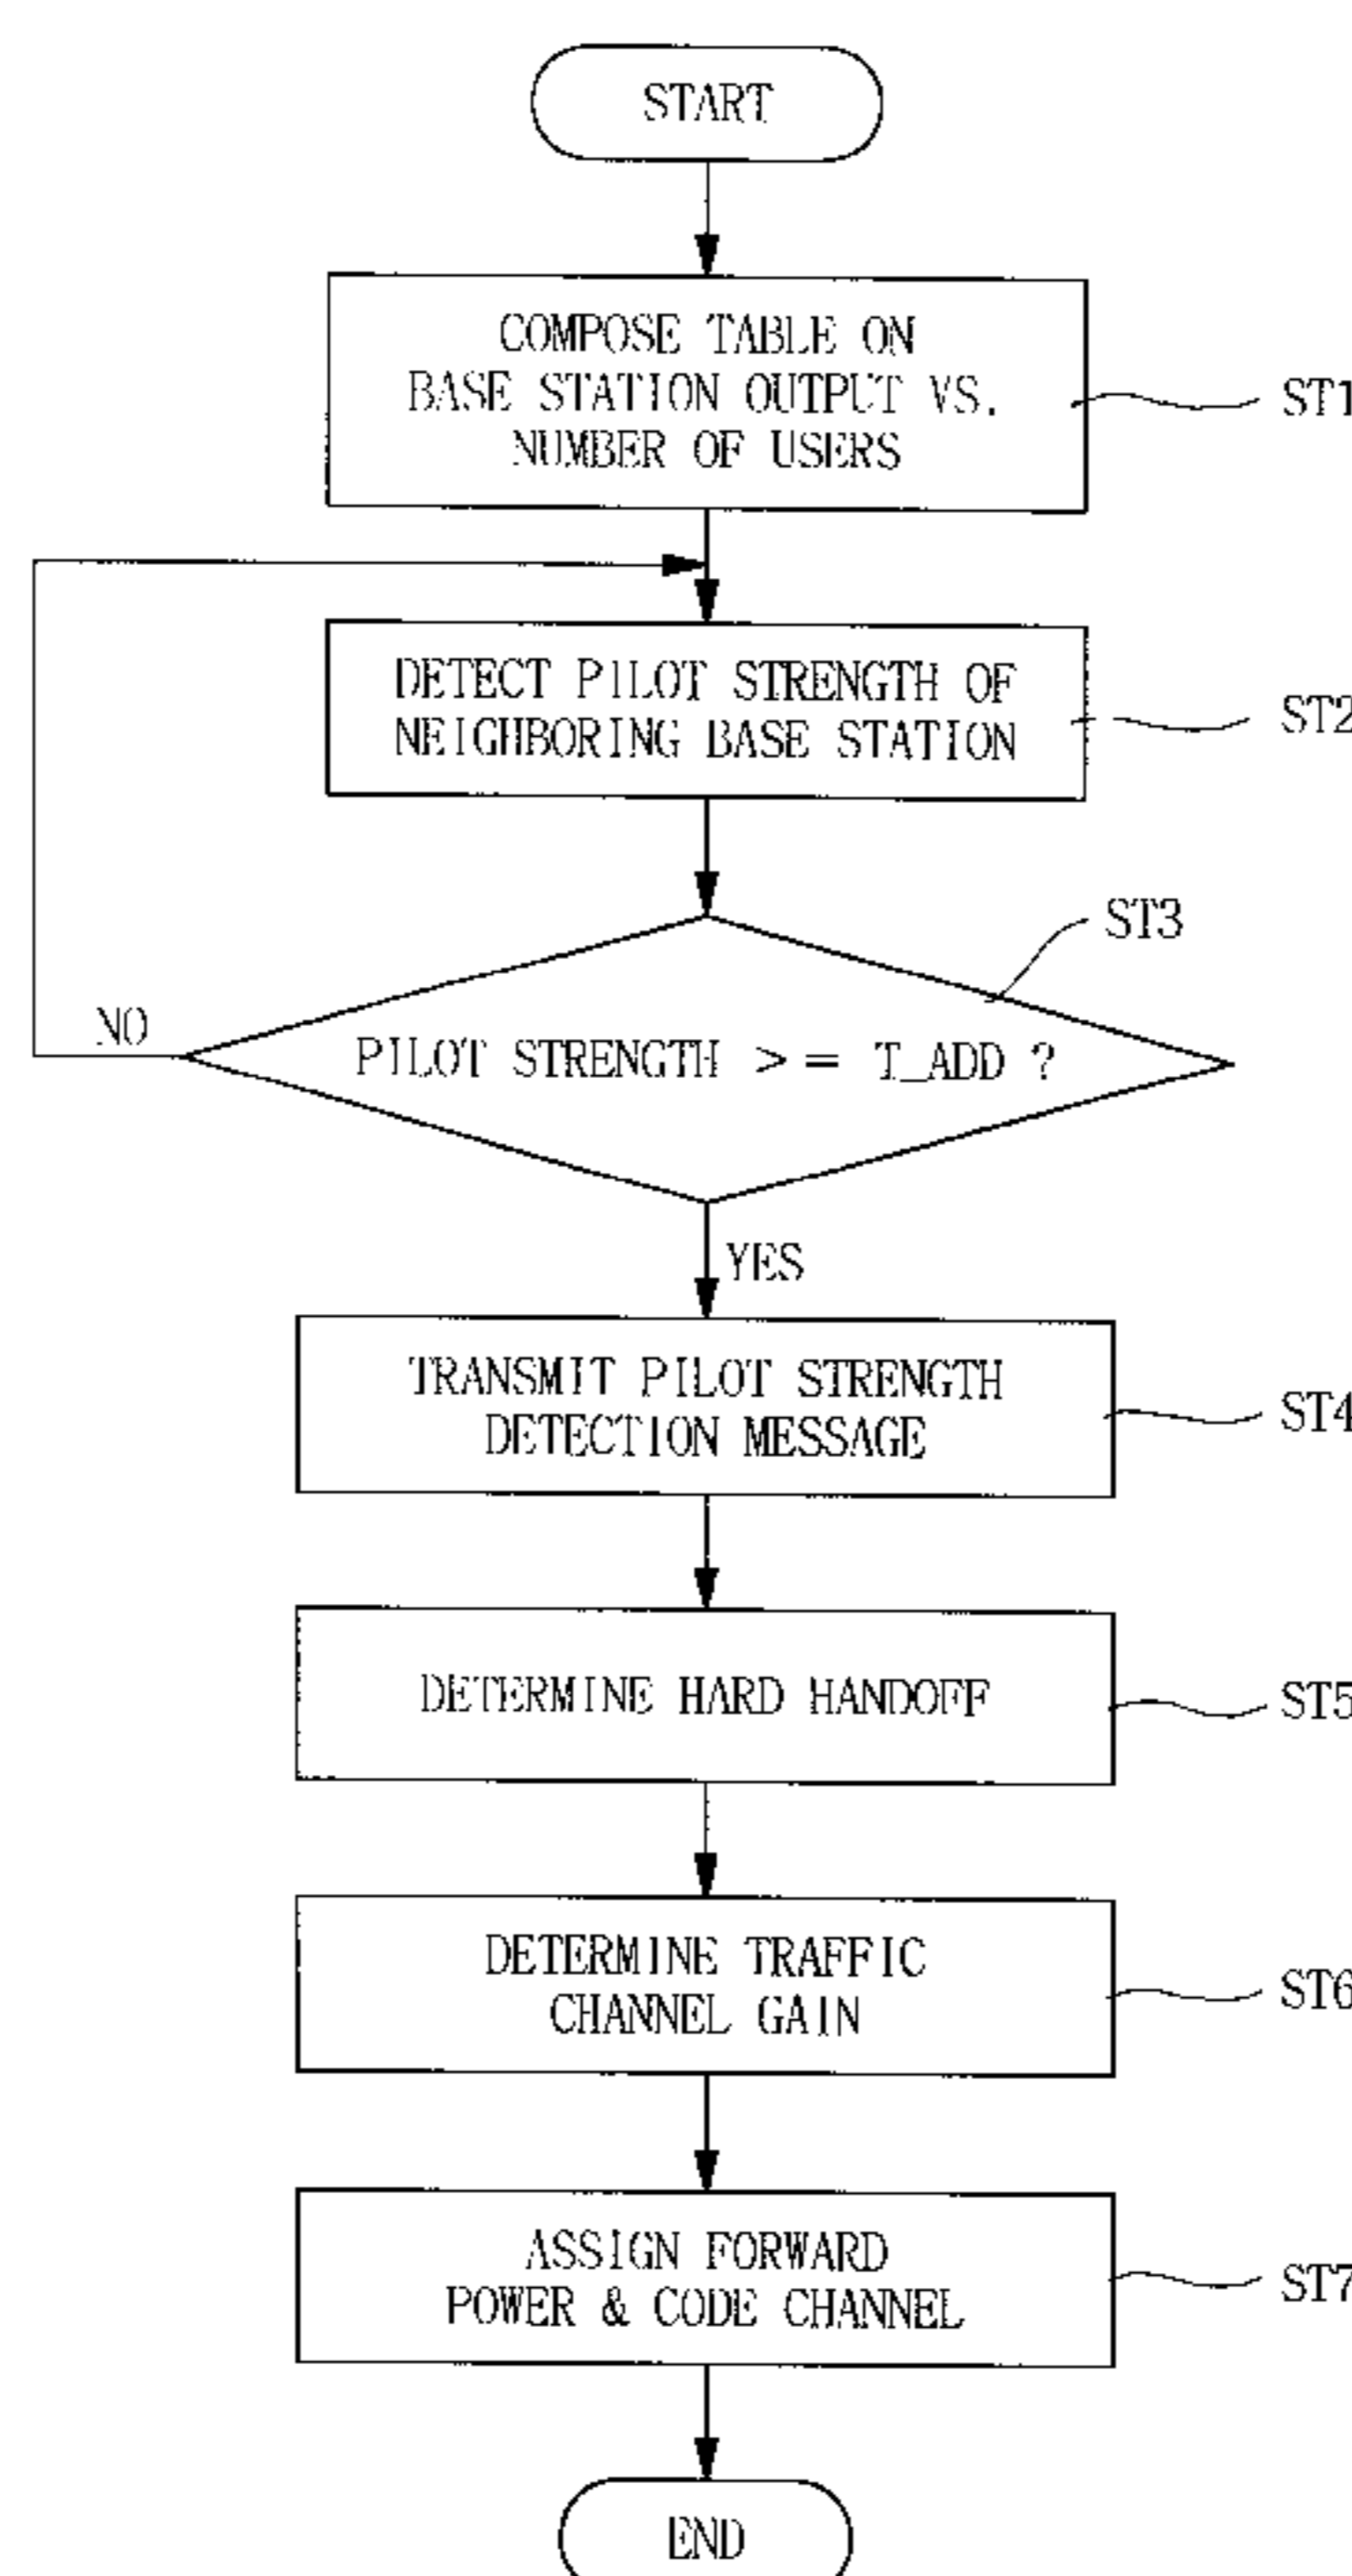 START
COMPOSE TABLE ON
BASE STATION OUTPUT VS.
NUMBER OF USERS
ST1
DETECT PILOT STRENGTH OF
NEIGHBORING BASE STATION
ST2
ST3
NO
PILOT STRENGTH >= T_ADD ?
YES
TRANSMIT PILOT STRENGTH
DETECTION MESSAGE
ST4
DETERMINE HARD HANDOFF
ST5
DETERMINE TRAFFIC
CHANNEL GAIN
ST6
ASSIGN FORWARD
POWER & CODE CHANNEL
ST7
END